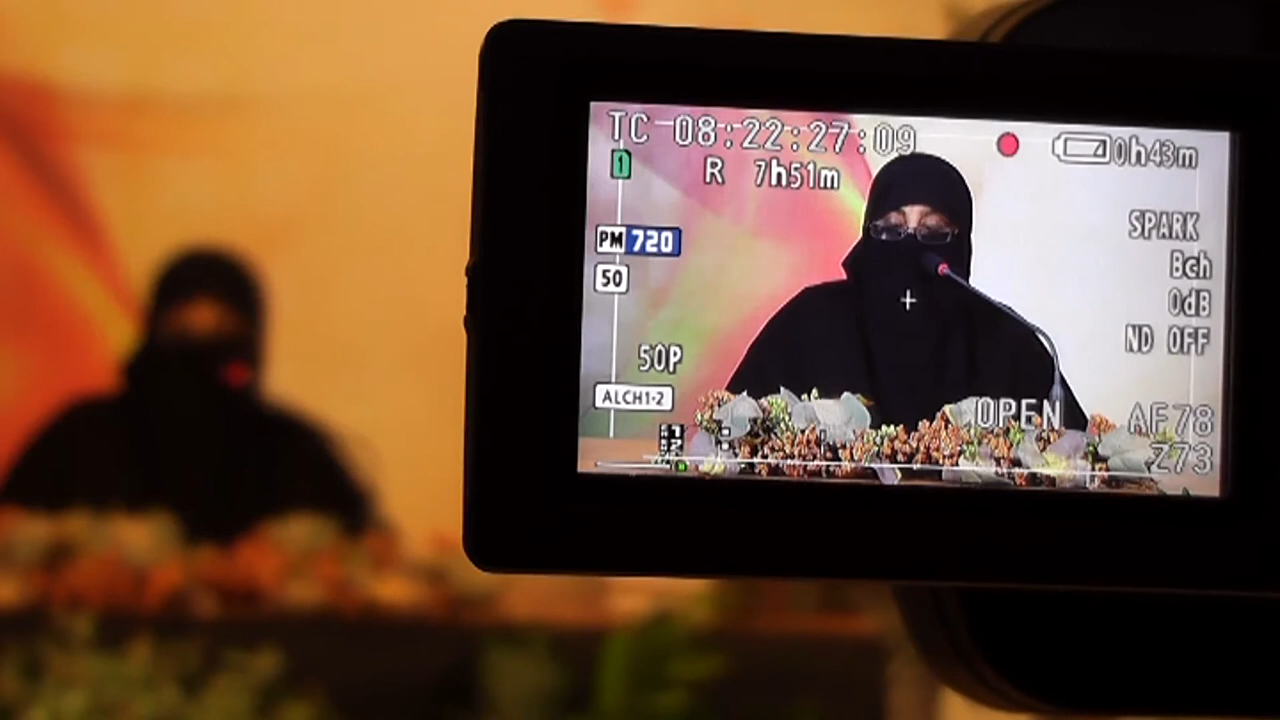 TC 08:22:27:09 0h43m
1 R 7h51m
SPARK
PM 720
Bch
50
0dB
ND OFF
50P
ALCH1-2
OPEN AF78
Z73